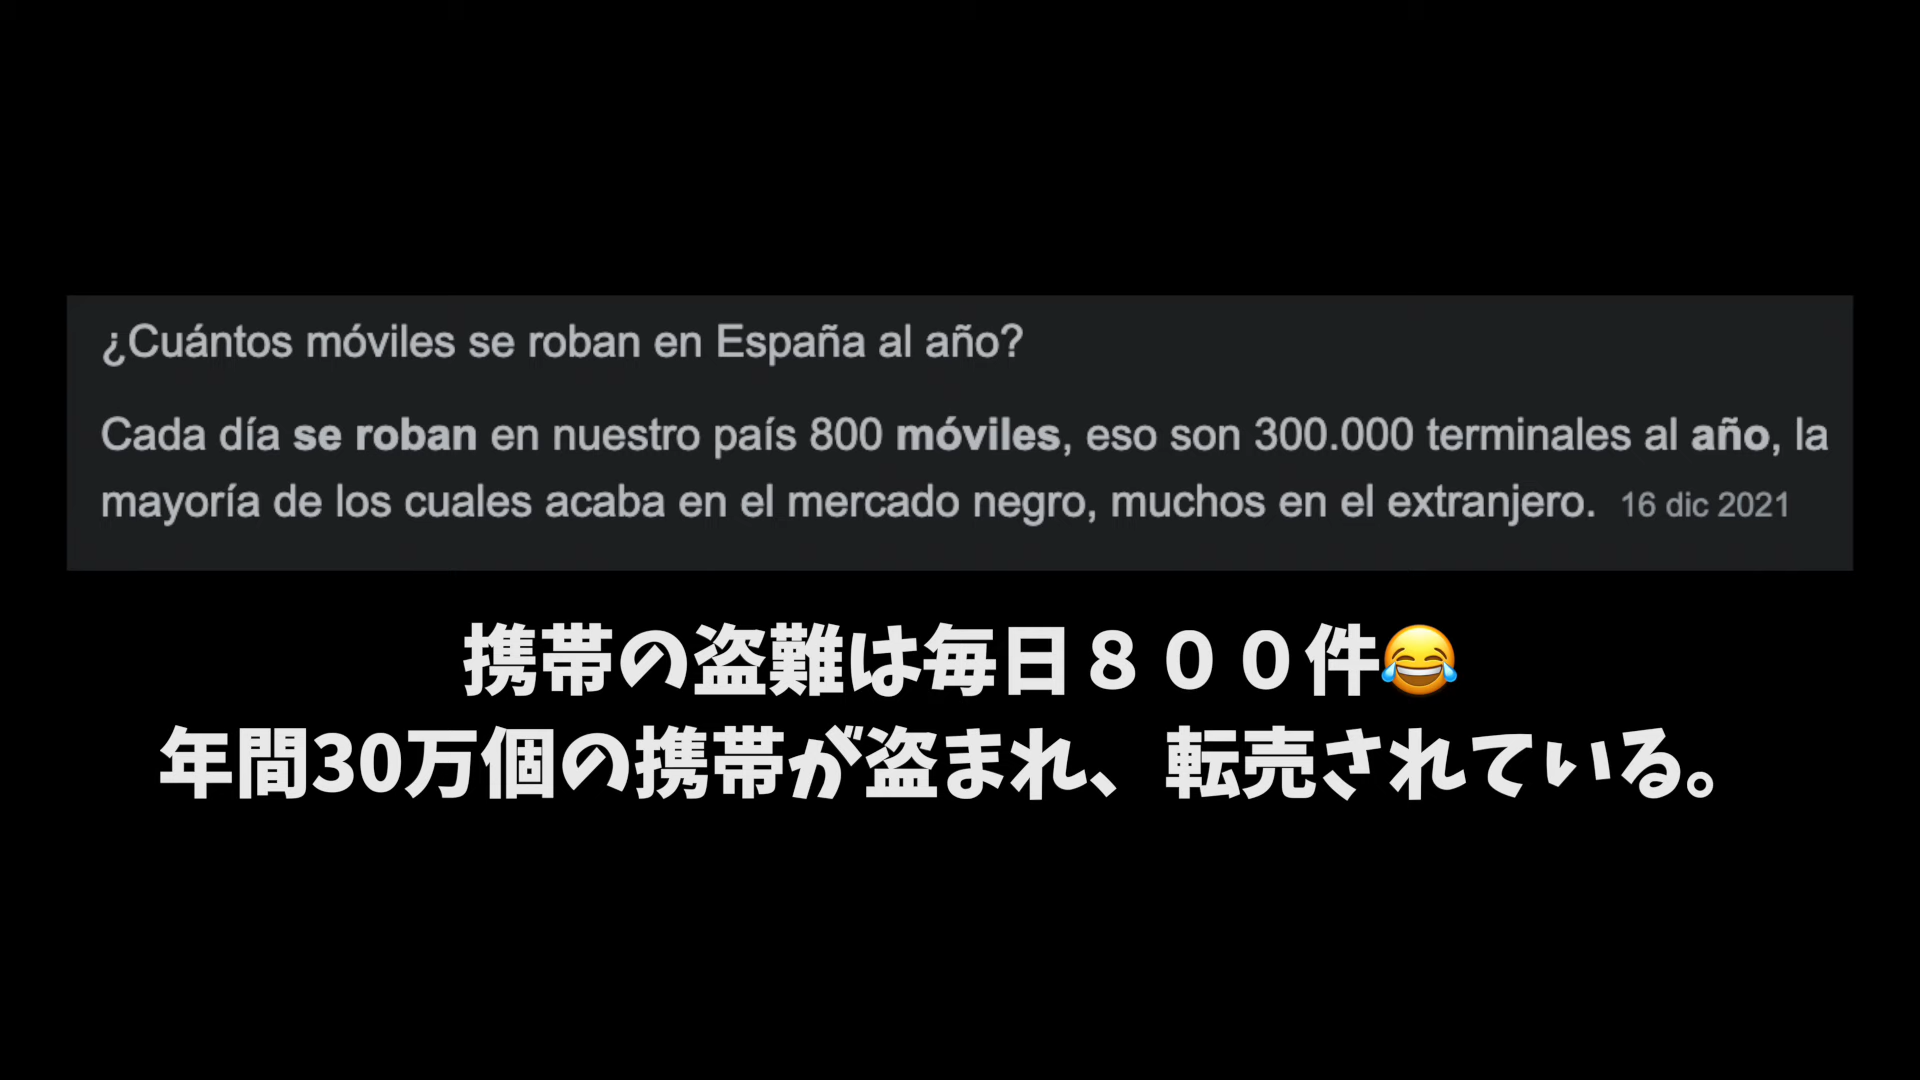 ¿Cuántos móviles se roban en España al año?
Cada día se roban en nuestro país 800 móviles, eso son 300.000 terminales al año, la
mayoría de los cuales acaba en el mercado negro, muchos en el extranjero. 16 dic 2021
携帯の盗難は毎日８００件😂
年間30万個の携帯が盗まれ、転売されている。